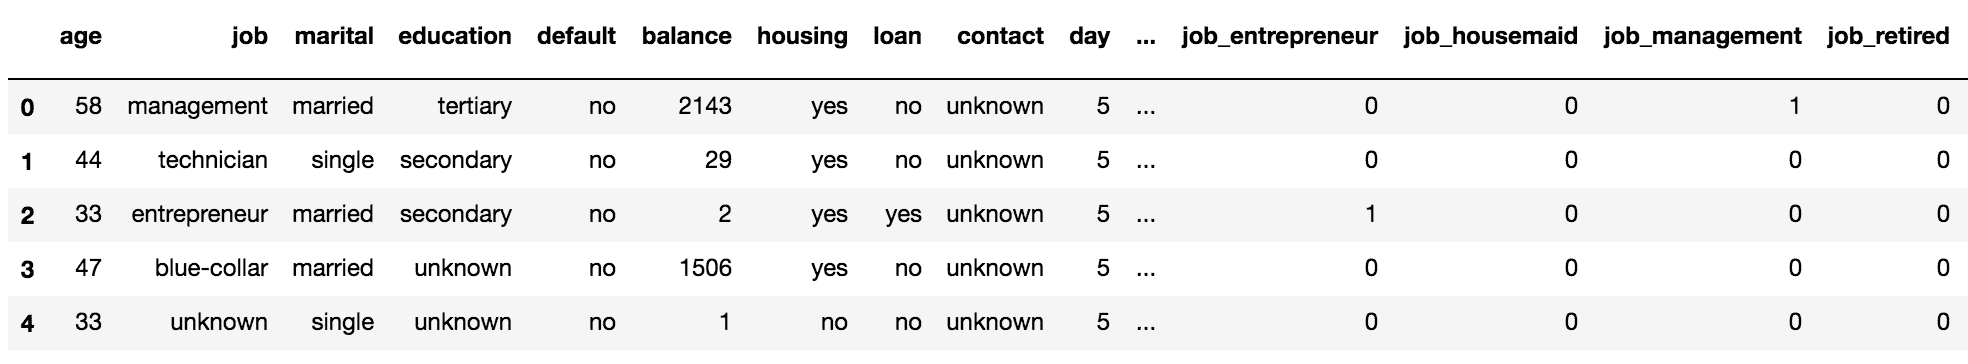 age job marital education default balance housing loan contact day ... job_entrepreneur job_housemaid job_management job_retired
0 58 management married tertiary no 2143 yes no unknown 5 ... 0 0 1 0
1 44 technician single secondary no 29 yes no unknown 5 ... 0 0 0 0
2 33 entrepreneur married secondary no 2 yes yes unknown 5 ... 1 0 0 0
3 47 blue-collar married unknown no 1506 yes no unknown 5 ... 0 0 0 0
4 33 unknown single unknown no 1 no no unknown 5 ... 0 0 0 0